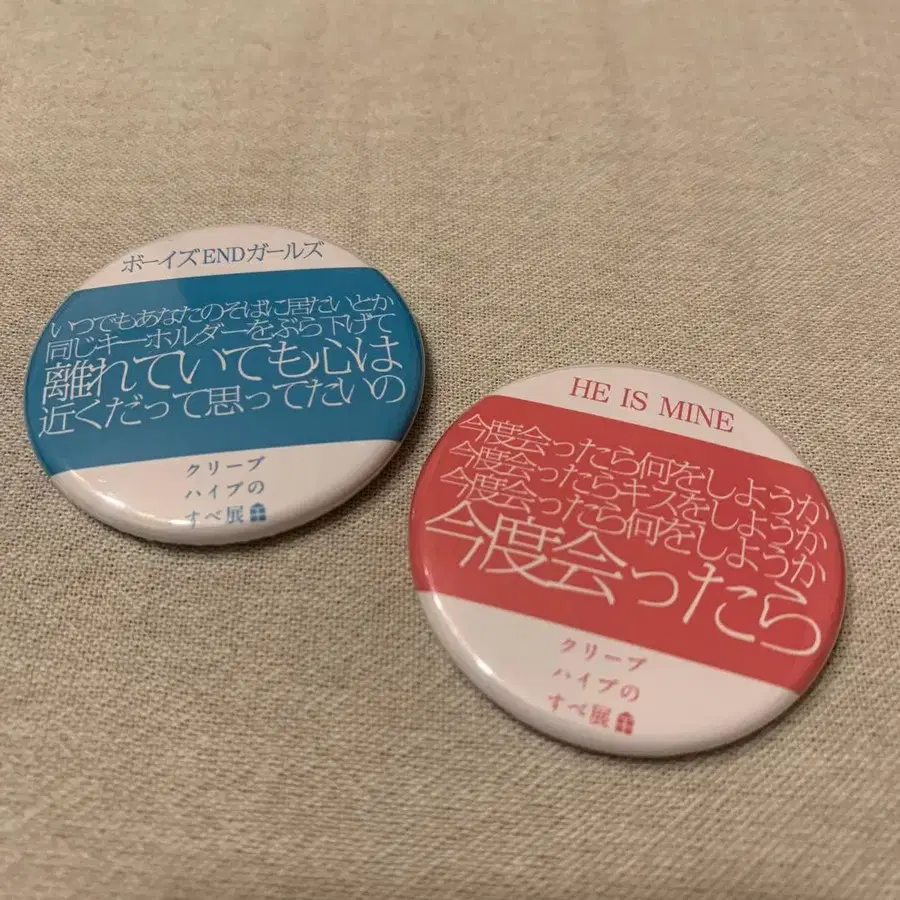 ボーイズENDガールズ
いつでもあなたのそばに居たいとか
同じキーホルダーをぶら下げて
離れていても心は
近くだって思ってたいの
クリープ
ハイプの
すべ展
HE IS MINE
今度会ったら何をしようか
今度会ったらキスをしようか
今度会ったら何をしようか
今度会ったら
クリープ
ハイプの
すべ展